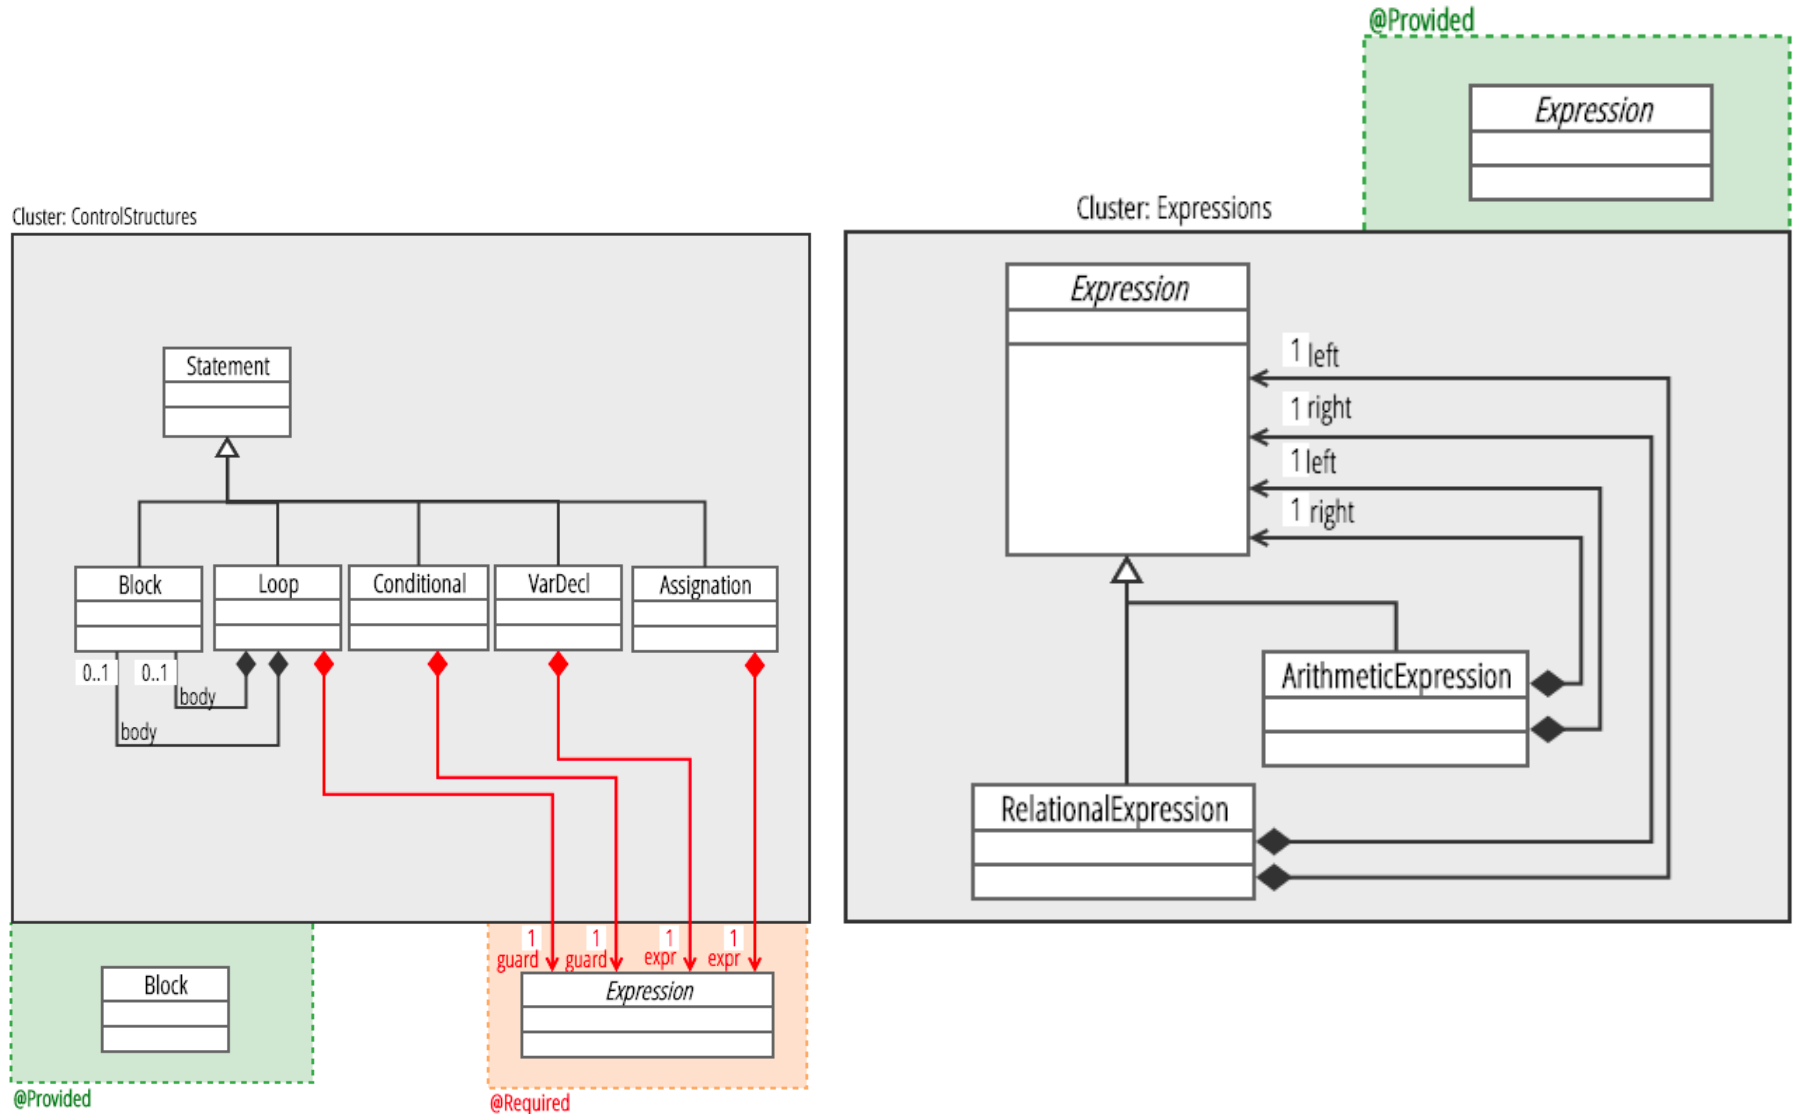 @Provided
Expression
Cluster: ControlStructures
Cluster: Expressions
Statement
Expression
1 left
1 right
1 left
1 right
Block
Loop
Conditional
VarDecl
Assignation
0..1
0..1
body
body
ArithmeticExpression
RelationalExpression
1
guard
1
guard
1
expr
1
expr
Block
Expression
@Provided
@Required